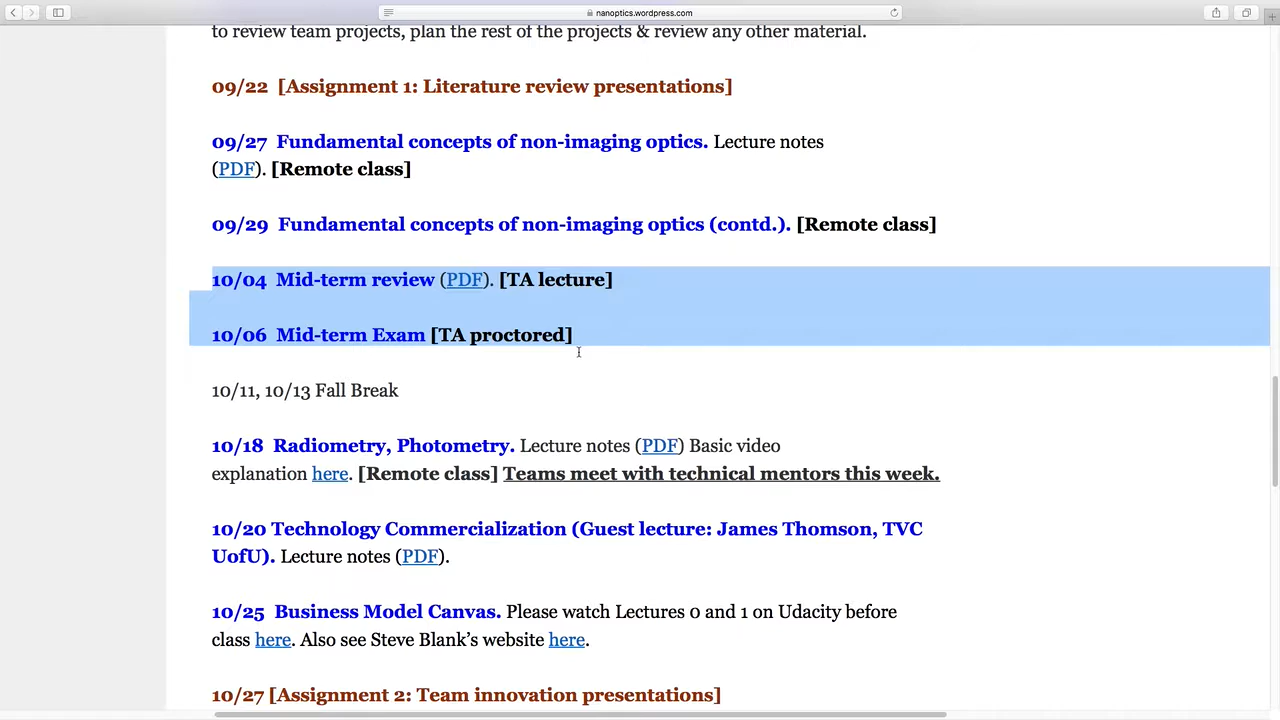 nanoptics.wordpress.com
to review team projects, plan the rest of the projects & review any other material.
09/22 [Assignment 1: Literature review presentations]
09/27 Fundamental concepts of non-imaging optics. Lecture notes
(PDF). [Remote class]
09/29 Fundamental concepts of non-imaging optics (contd.). [Remote class]
10/04 Mid-term review (PDF). [TA lecture]
10/06 Mid-term Exam [TA proctored]
10/11, 10/13 Fall Break
10/18 Radiometry, Photometry. Lecture notes (PDF) Basic video
explanation here. [Remote class] Teams meet with technical mentors this week.
10/20 Technology Commercialization (Guest lecture: James Thomson, TVC
UofU). Lecture notes (PDF).
10/25 Business Model Canvas. Please watch Lectures 0 and 1 on Udacity before
class here. Also see Steve Blank’s website here.
10/27 [Assignment 2: Team innovation presentations]